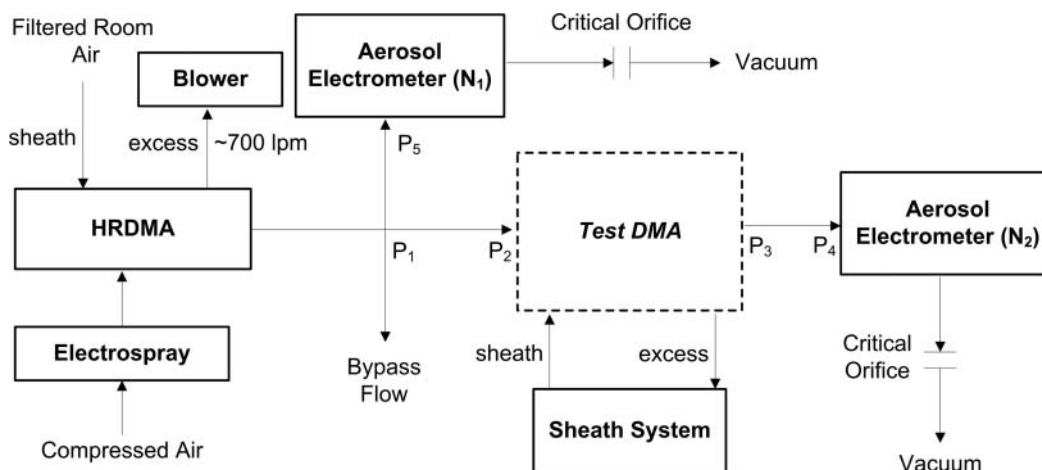 Filtered Room
Air
sheath
Blower
excess
~700 lpm
HRDMA
Electrospray
Compressed Air
Aerosol
Electrometer (N₁)
Critical Orifice
Vacuum
P₅
P₁
P₂
Bypass
Flow
Test DMA
sheath
excess
Sheath System
P₃
P₄
Aerosol
Electrometer (N₂)
Critical
Orifice
Vacuum